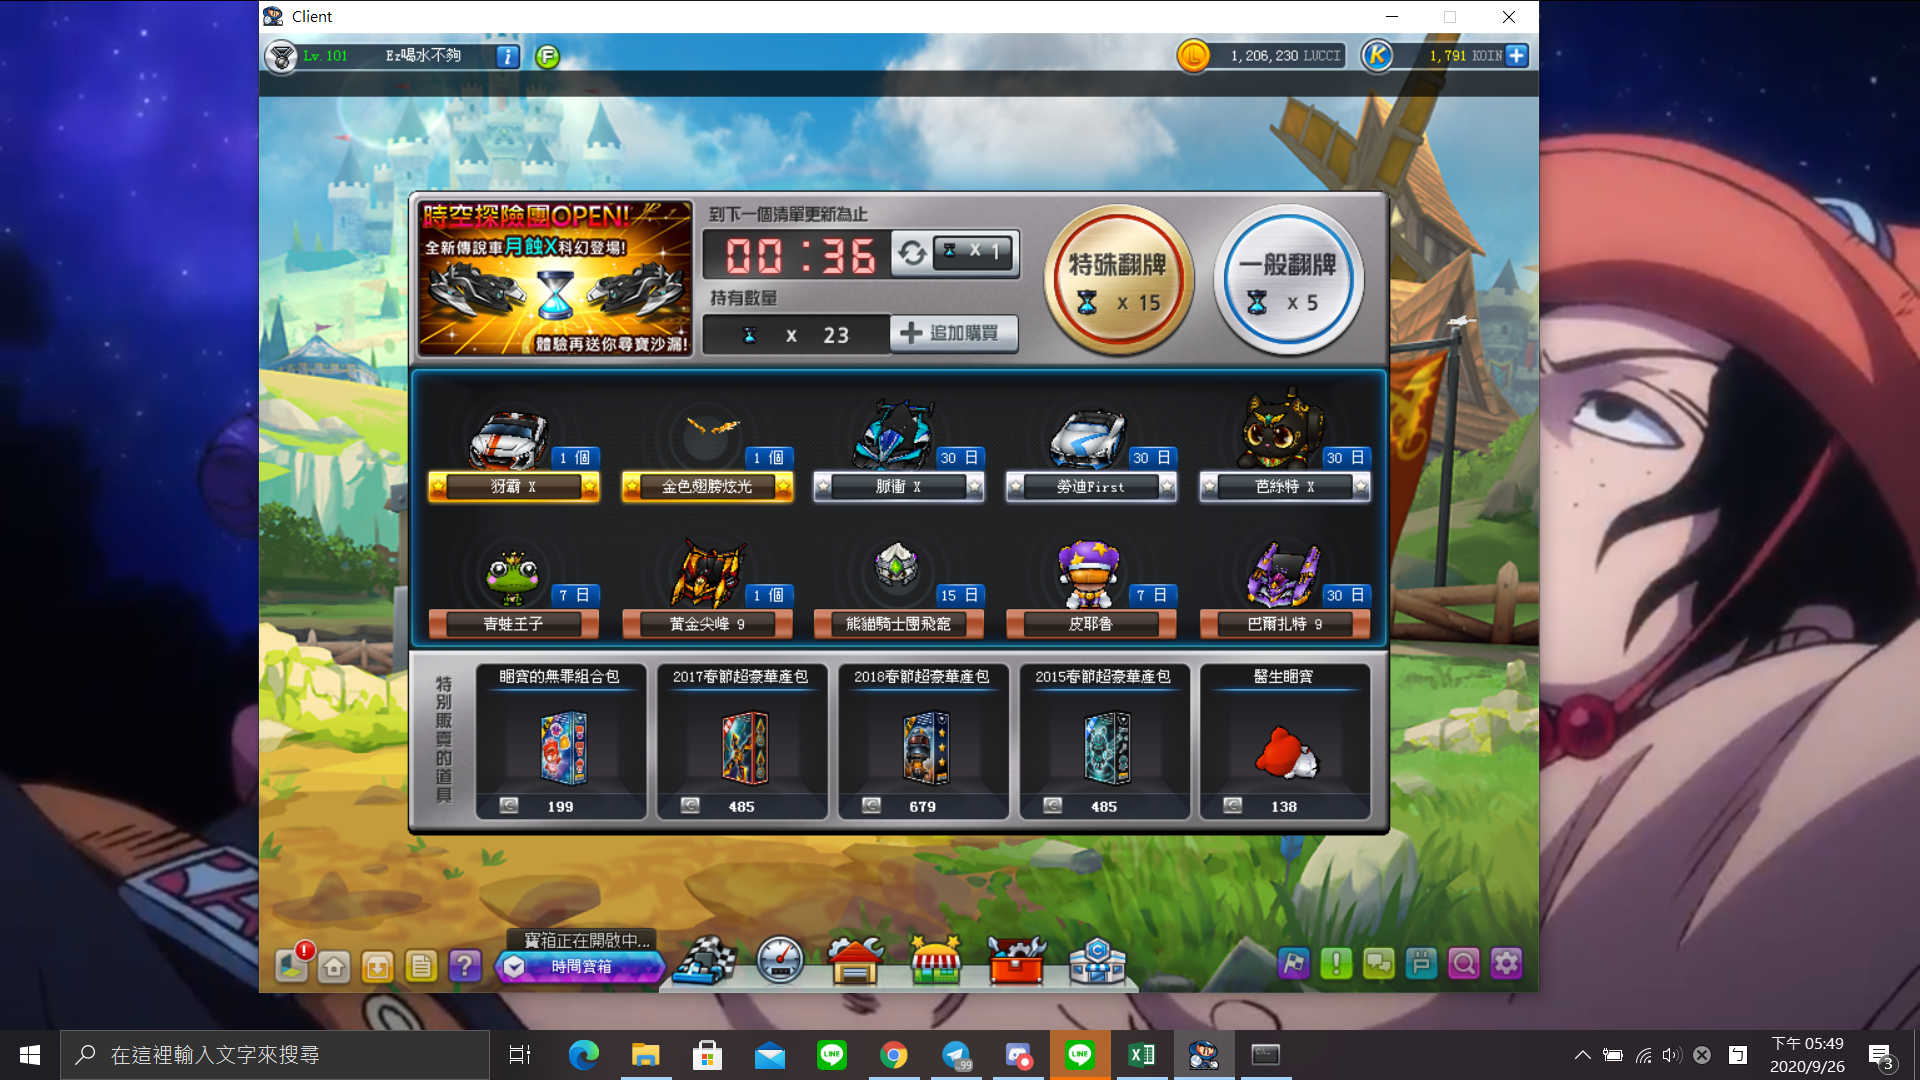 Client
Lv. 101
Ez喝水不夠
i
F
L
1,206,230 LUCCI
K
1,791 KOIN
時空探險團OPEN!
全新傳說車月蝕X科幻登場!
體驗再送你尋寶沙漏!
到下一個清單更新為止
00:36
x 1
持有數量
x 23
追加購買
特殊翻牌
x 15
一般翻牌
x 5
1 個
1 個
30 日
30 日
30 日
犽霸 X
金色翅膀炫光
脈衝 X
勞迪First
芭絲特 X
7 日
1 個
15 日
7 日
30 日
青蛙王子
黃金尖峰 9
熊貓騎士團飛碟
皮耶魯
巴爾扎特 9
特別販賣的道具
睏寶的無罪組合包
2017春節超豪華產包
2018春節超豪華產包
2015春節超豪華產包
醫生睏寶
199
485
679
485
138
寶箱正在開啟中...
時間寶箱
在這裡輸入文字來搜尋
LINE
99
LINE
下午 05:49
2020/9/26
3